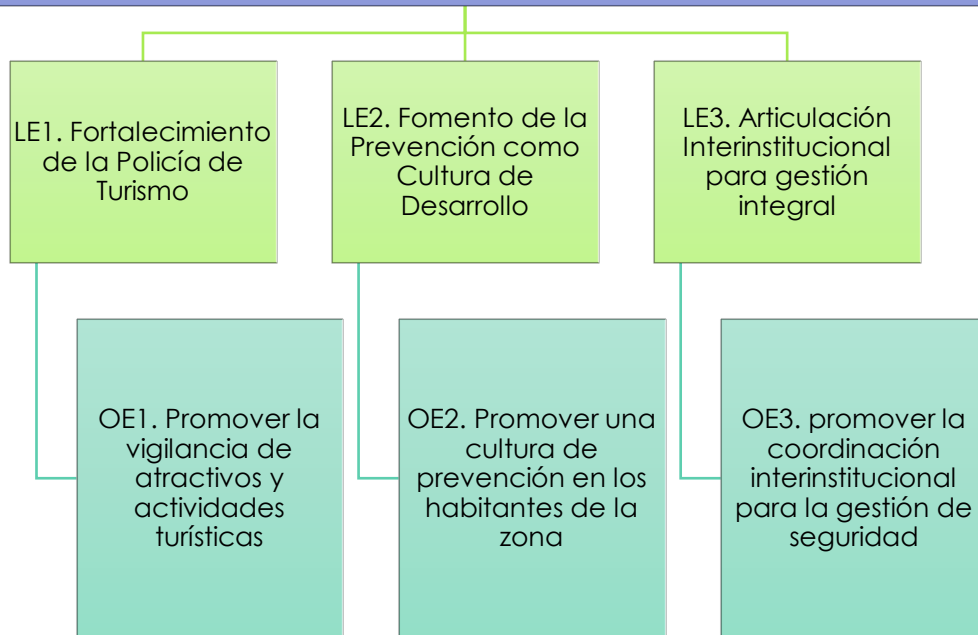 LE1. Fortalecimiento
de la Policía de
Turismo
LE2. Fomento de la
Prevención como
Cultura de
Desarrollo
LE3. Articulación
Interinstitucional
para gestión
integral
OE1. Promover la
vigilancia de
atractivos y
actividades
turísticas
OE2. Promover una
cultura de
prevención en los
habitantes de la
zona
OE3. promover la
coordinación
interinstitucional
para la gestión de
seguridad